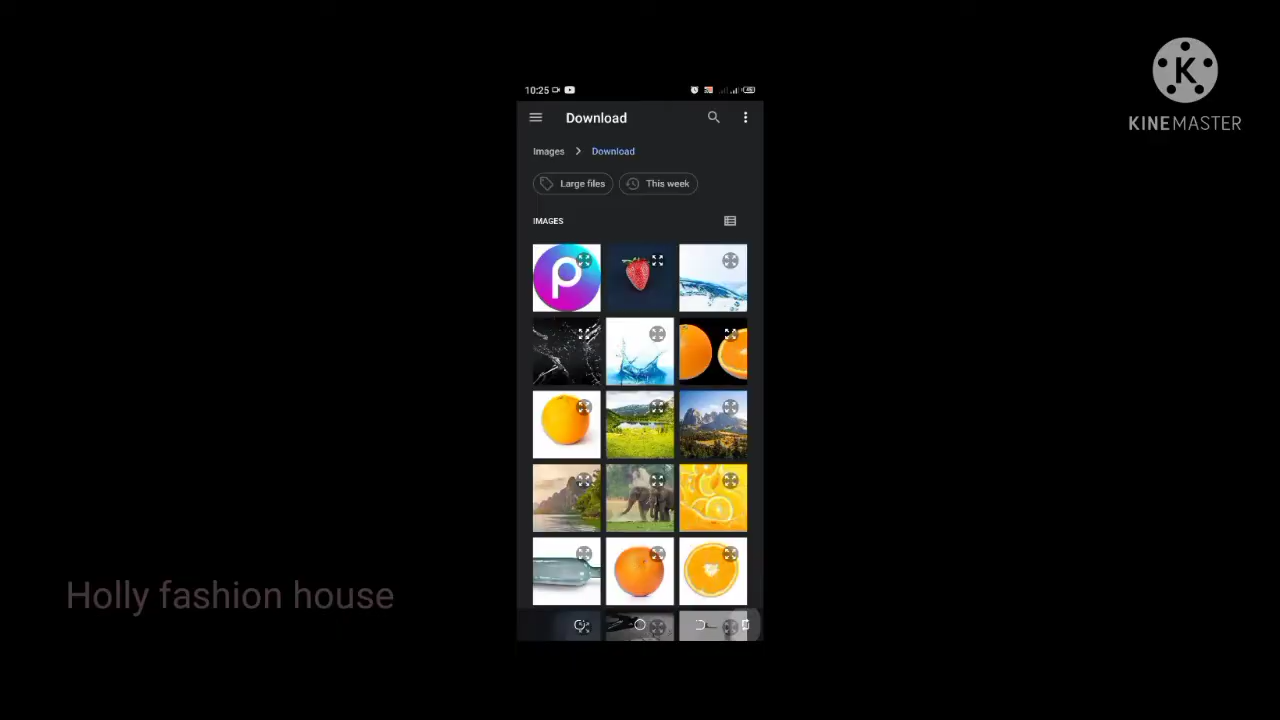 10:25
Download
Images > Download
Large files
This week
IMAGES
P
K
KINEMASTER
Holly fashion house